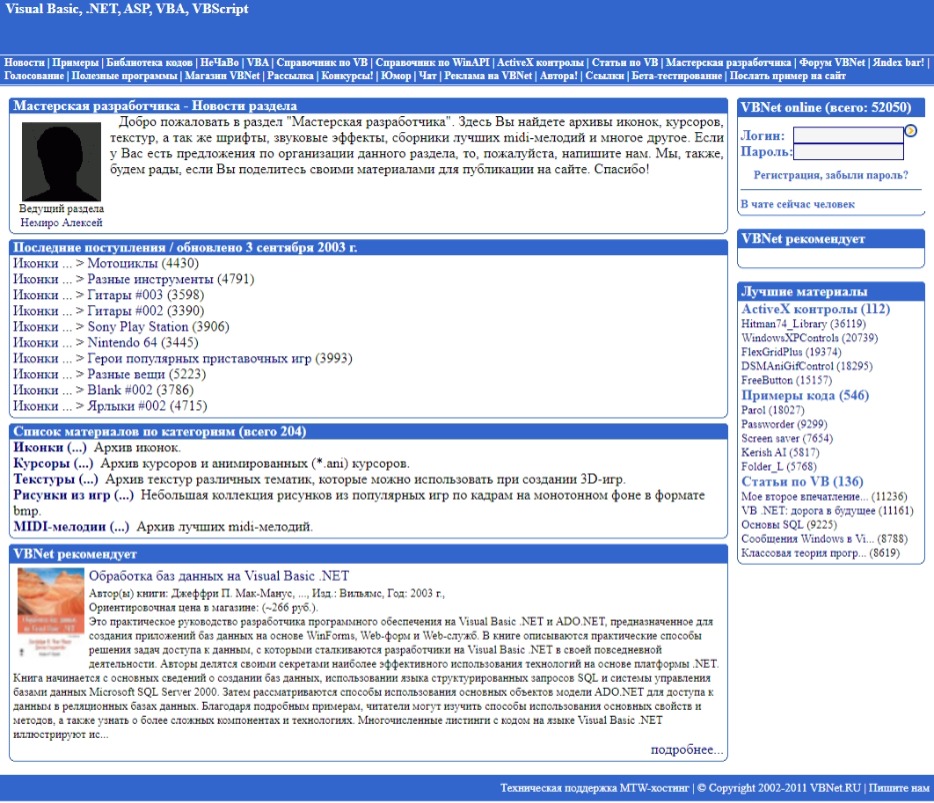 Visual Basic, .NET, ASP, VBA, VBScript
Новости | Примеры | Библиотека кодов | НеЧаВо | VBA | Справочник по VB | Справочник по WinAPI | ActiveX контролы | Статьи по VB | Мастерская разработчика | Форум VBNet | Яndex bar! |
Голосование | Полезные программы | Магазин VBNet | Рассылка | Конкурсы! | Юмор | Чат | Реклама на VBNet | Автора! | Ссылки | Бета-тестирование | Послать пример на сайт
Мастерская разработчика - Новости раздела
Добро пожаловать в раздел "Мастерская разработчика". Здесь Вы найдете архивы иконок, курсоров,
текстур, а так же шрифты, звуковые эффекты, сборники лучших midi-мелодий и многое другое. Если
у Вас есть предложения по организации данного раздела, то, пожалуйста, напишите нам. Мы, также,
будем рады, если Вы поделитесь своими материалами для публикации на сайте. Спасибо!
Ведущий раздела
Немиро Алексей
Последние поступления / обновлено 3 сентября 2003 г.
Иконки ... > Мотоциклы (4430)
Иконки ... > Разные инструменты (4791)
Иконки ... > Гитары #003 (3598)
Иконки ... > Гитары #002 (3390)
Иконки ... > Sony Play Station (3906)
Иконки ... > Nintendo 64 (3445)
Иконки ... > Герои популярных приставочных игр (3993)
Иконки ... > Разные вещи (5223)
Иконки ... > Blank #002 (3786)
Иконки ... > Ярлыки #002 (4715)
Список материалов по категориям (всего 204)
Иконки (...) Архив иконок.
Курсоры (...) Архив курсоров и анимированных (*.ani) курсоров.
Текстуры (...) Архив текстур различных тематик, которые можно использовать при создании 3D-игр.
Рисунки из игр (...) Небольшая коллекция рисунков из популярных игр по кадрам на монотонном фоне в формате
bmp.
MIDI-мелодии (...) Архив лучших midi-мелодий.
VBNet рекомендует
Обработка баз данных на Visual Basic .NET
Автор(ы) книги: Джеффри П. Мак-Манус, ..., Изд.: Вильямс, Год: 2003 г.,
Ориентировочная цена в магазине: (~266 руб.).
Это практическое руководство разработчика программного обеспечения на Visual Basic .NET и ADO.NET, предназначенное для
создания приложений баз данных на основе WinForms, Web-форм и Web-служб. В книге описываются практические способы
решения задач доступа к данным, с которыми сталкиваются разработчики на Visual Basic .NET в своей повседневной
деятельности. Авторы делятся своими секретами наиболее эффективного использования технологий на основе платформы .NET.
Книга начинается с основных сведений о создании баз данных, использовании языка структурированных запросов SQL и системы управления
базами данных Microsoft SQL Server 2000. Затем рассматриваются способы использования основных объектов модели ADO.NET для доступа к
данным в реляционных базах данных. Благодаря подробным примерам, читатели могут изучить способы использования основных свойств и
методов, а также узнать о более сложных компонентах и технологиях. Многочисленные листинги с кодом на языке Visual Basic .NET
иллюстрируют ис...
подробнее...
VBNet online (всего: 52050)
Логин:
Пароль:
Регистрация, забыли пароль?
В чате сейчас человек
VBNet рекомендует
Лучшие материалы
ActiveX контролы (112)
Hitman74_Library (36119)
WindowsXPControls (20739)
FlexGridPlus (19374)
DSMAniGifControl (18295)
FreeButton (15157)
Примеры кода (546)
Parol (18027)
Passworder (9299)
Screen saver (7654)
Kerish AI (5817)
Folder_L (5768)
Статьи по VB (136)
Мое второе впечатление... (11236)
VB .NET: дорога в будущее (11161)
Основы SQL (9225)
Сообщения Windows в Vi... (8788)
Классовая теория прогр... (8619)
Техническая поддержка MTW-хостинг | © Copyright 2002-2011 VBNet.RU | Пишите нам